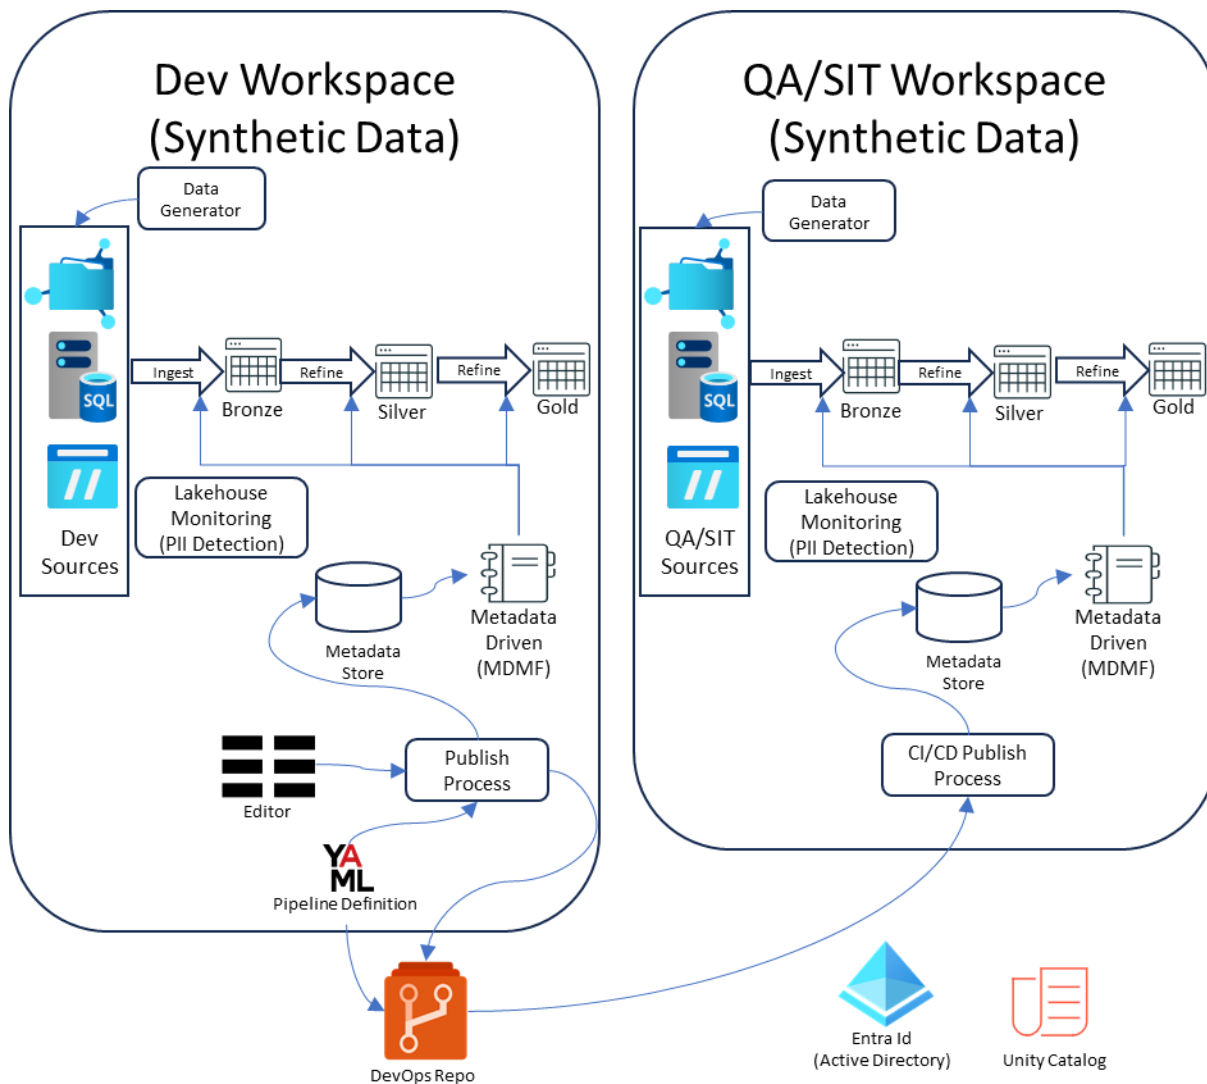 Dev Workspace
(Synthetic Data)
Data
Generator
Ingest
Refine
Refine
Bronze
Silver
Gold
SQL
Dev
Sources
Lakehouse
Monitoring
(PII Detection)
Metadata
Store
Metadata
Driven
(MDMF)
Editor
Publish
Process
YAML
Pipeline Definition
DevOps Repo
QA/SIT Workspace
(Synthetic Data)
Data
Generator
Ingest
Refine
Refine
Bronze
Silver
Gold
SQL
QA/SIT
Sources
Lakehouse
Monitoring
(PII Detection)
Metadata
Store
Metadata
Driven
(MDMF)
CI/CD Publish
Process
Entra Id
(Active Directory)
Unity Catalog